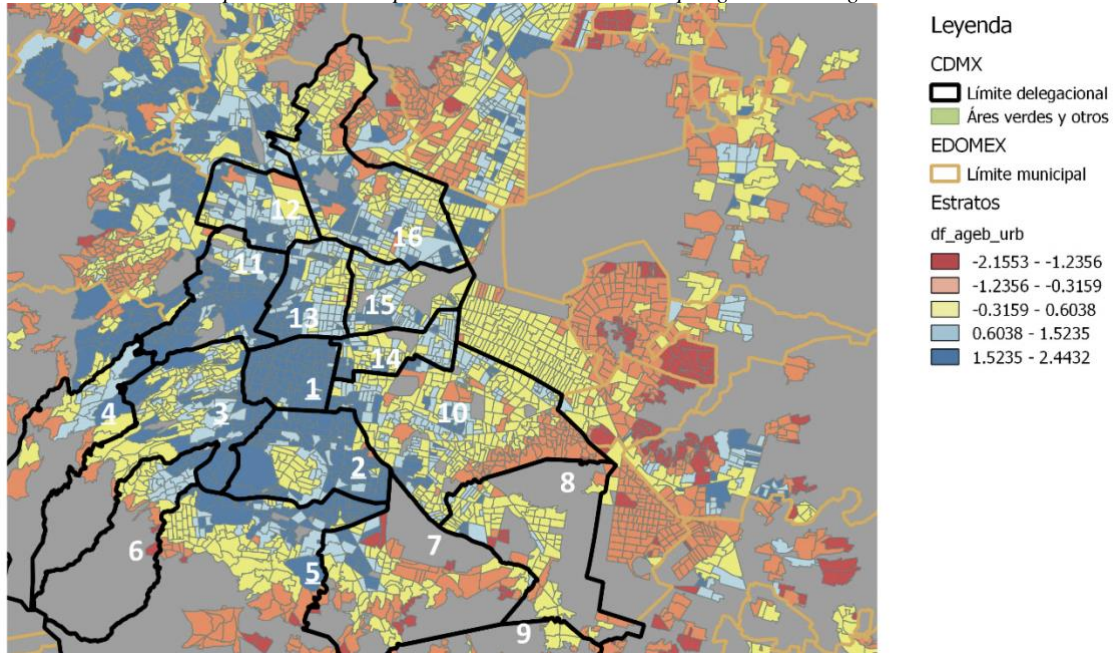 Leyenda
CDMX
Límite delegacional
Áres verdes y otros
EDOMEX
Límite municipal
Estratos
df_ageb_urb
-2.1553 - -1.2356
-1.2356 - -0.3159
-0.3159 - 0.6038
0.6038 - 1.5235
1.5235 - 2.4432
12
16
11
15
13
14
1
4
3
10
2
8
7
6
5
9